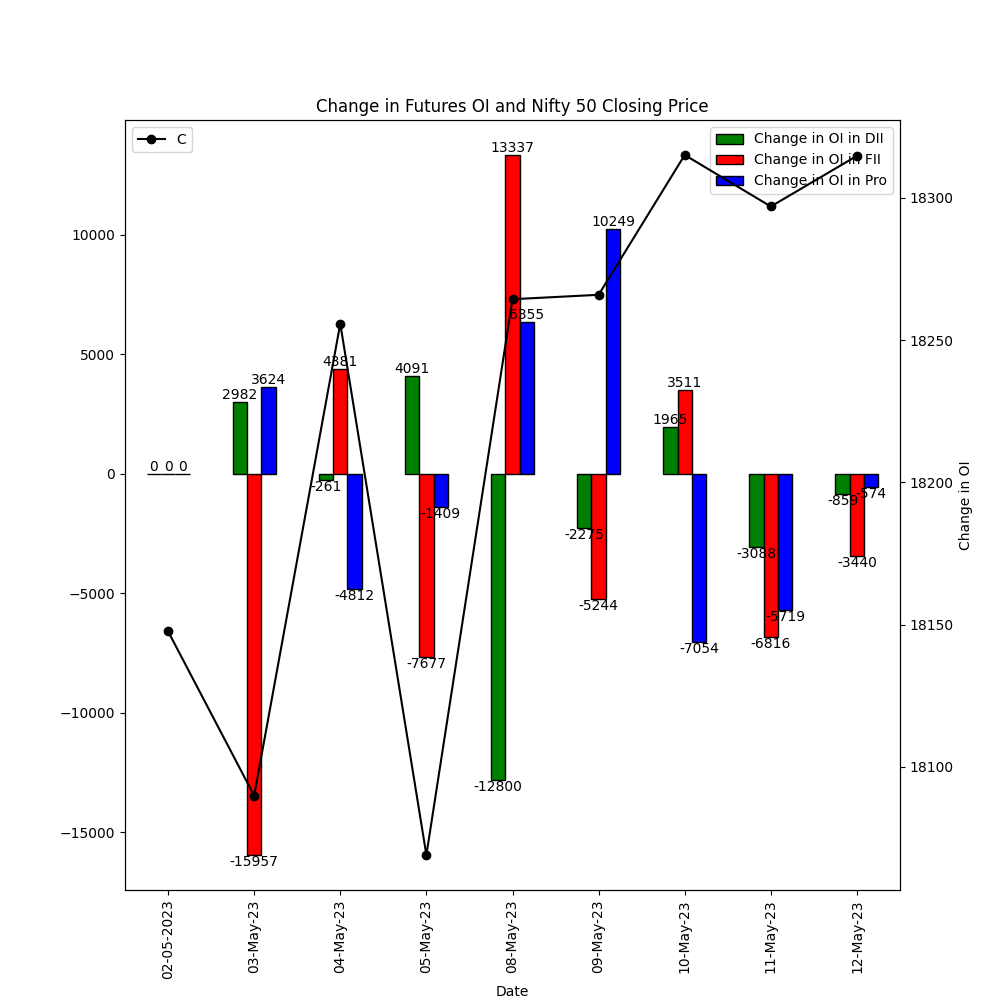 Change in Futures OI and Nifty 50 Closing Price
C
Change in OI in DII
Change in OI in FII
Change in OI in Pro
10000
5000
0
−5000
−10000
−15000
18300
18250
18200
18150
18100
Change in OI
0 0 0
2982
-15957
3624
-261
4381
-4812
4091
-7677
-1409
-12800
13337
6355
-2275
-5244
10249
1965
3511
-7054
-3088
-6816
-5719
-859
-3440
-574
02-05-2023
03-May-23
04-May-23
05-May-23
08-May-23
09-May-23
10-May-23
11-May-23
12-May-23
Date